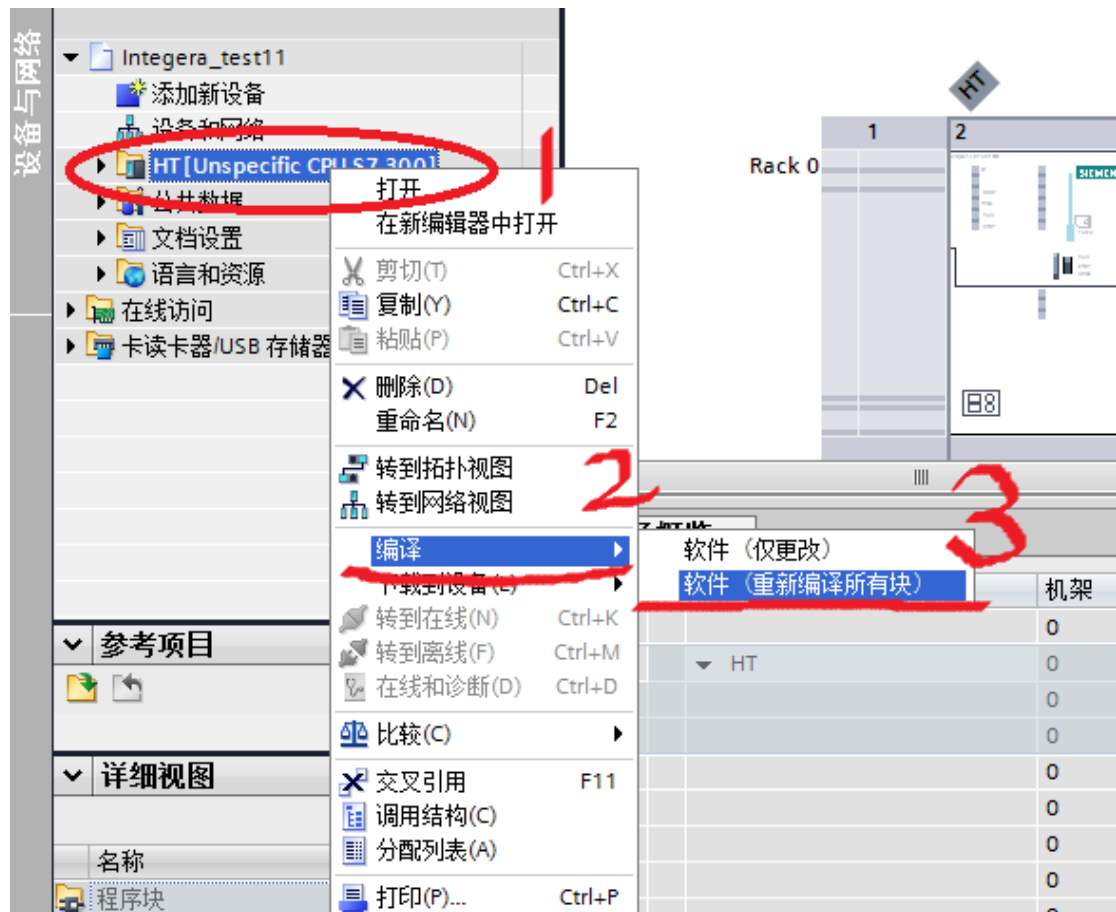 设备与网络
Integera_test11
添加新设备
设备和网络
HT [Unspecific CPU S7 300]
公共数据
文档设置
语言和资源
在线访问
卡读卡器/USB 存储器
1
打开
在新编辑器中打开
剪切(T) Ctrl+X
复制(Y) Ctrl+C
粘贴(P) Ctrl+V
删除(D) Del
重命名(N) F2
转到拓扑视图
转到网络视图
2
编译
下载到设备(L)
转到在线(N) Ctrl+K
转到离线(F) Ctrl+M
在线和诊断(D) Ctrl+D
比较(C)
交叉引用 F11
调用结构(C)
分配列表(A)
打印(P)... Ctrl+P
3
软件（仅更改）
软件（重新编译所有块）
参考项目
详细视图
名称
程序块
HT
1 2
Rack 0
SIEMEN
机架
0
HT 0
0
0
0
0
0
0